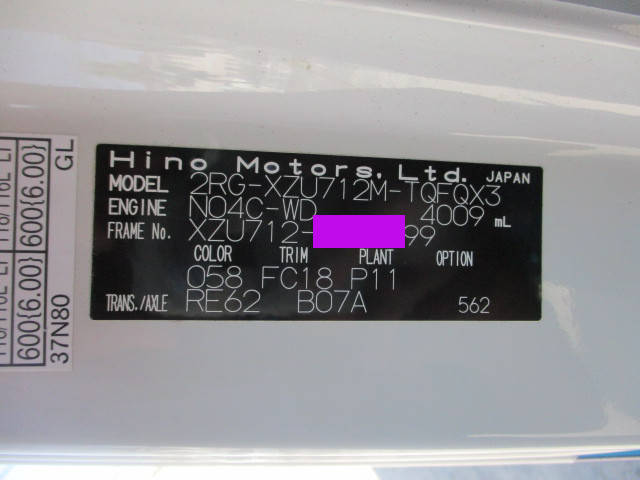 Hino Motors, Ltd. JAPAN
MODEL 2RG-XZU712M-TQFQX3
ENGINE N04C-WD 4009 mL
FRAME No. XZU712- 99
COLOR TRIM PLANT OPTION
058 FC18 P11
TRANS./AXLE RE62 B07A 562
600{6.00}
600{6.00}
GL
37N80